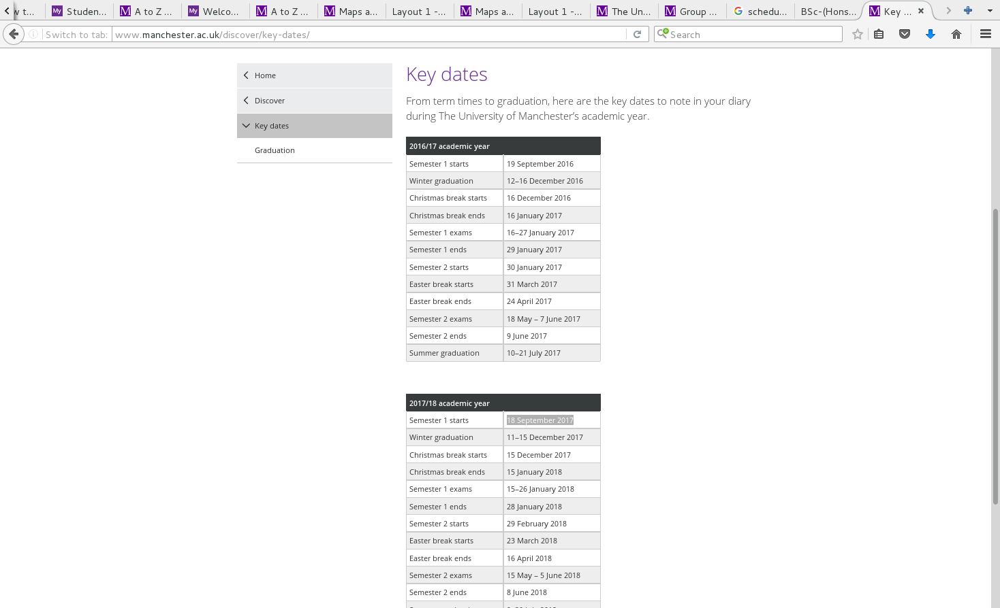 w t...
My Studen...
M A to Z ...
My Welco...
M A to Z ...
M Maps a...
Layout 1 -...
M Maps a...
Layout 1 -...
M The Un...
M Group ...
G schedu...
BSc-(Hons...
M Key ...
Switch to tab: www.manchester.ac.uk/discover/key-dates/
Search
Home
Discover
Key dates
Graduation
Key dates
From term times to graduation, here are the key dates to note in your diary
during The University of Manchester’s academic year.
2016/17 academic year
Semester 1 starts 19 September 2016
Winter graduation 12–16 December 2016
Christmas break starts 16 December 2016
Christmas break ends 16 January 2017
Semester 1 exams 16–27 January 2017
Semester 1 ends 29 January 2017
Semester 2 starts 30 January 2017
Easter break starts 31 March 2017
Easter break ends 24 April 2017
Semester 2 exams 18 May – 7 June 2017
Semester 2 ends 9 June 2017
Summer graduation 10–21 July 2017
2017/18 academic year
Semester 1 starts 18 September 2017
Winter graduation 11–15 December 2017
Christmas break starts 15 December 2017
Christmas break ends 15 January 2018
Semester 1 exams 15–26 January 2018
Semester 1 ends 28 January 2018
Semester 2 starts 29 February 2018
Easter break starts 23 March 2018
Easter break ends 16 April 2018
Semester 2 exams 15 May – 5 June 2018
Semester 2 ends 8 June 2018